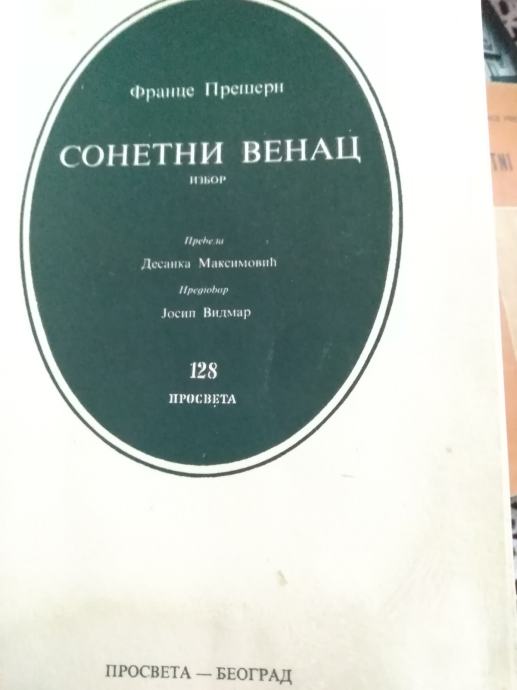 Франце Прешерн
СОНЕТНИ ВЕНАЦ
ИЗБОР
Превела
Десанка Максимовић
Предговор
Јосип Видмар
128
ПРОСВЕТА
ПРОСВЕТА — БЕОГРАД